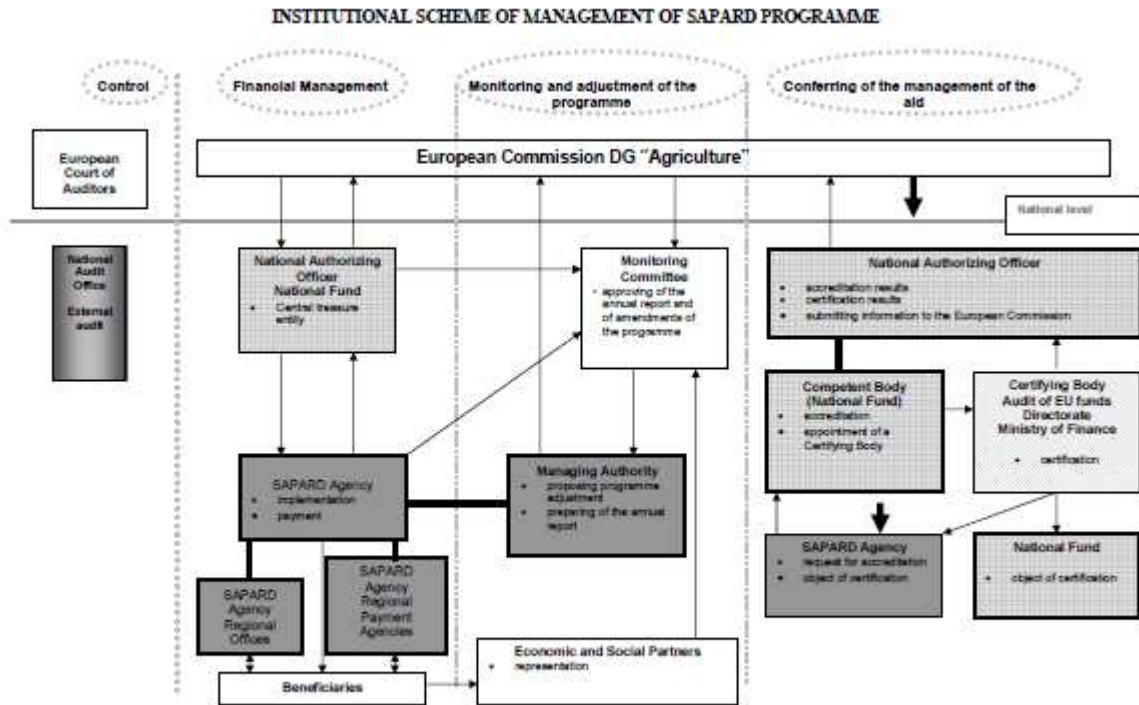 INSTITUTIONAL SCHEME OF MANAGEMENT OF SAPARD PROGRAMME
Control
Financial Management
Monitoring and adjustment of the
programme
Conferring of the management of the
aid
European
Court of
Auditors
European Commission DG "Agriculture"
National level
National
Audit
Office
External
audit
National Authorizing
Officer
National Fund
• Central treasure
entity
Monitoring
Committee
• approving of the
annual report and
of amendments of
the programme
National Authorizing Officer
• accreditation results
• certification results
• submitting information to the European Commission
Competent Body
(National Fund)
• accreditation
• appointment of a
Certifying Body
Certifying Body
Audit of EU funds
Directorate
Ministry of Finance
• certification
SAPARD Agency
• implementation
• payment
Managing Authority
• proposing programme
adjustment
• preparing of the annual
report
SAPARD Agency
• request for accreditation
• object of certification
National Fund
• object of certification
SAPARD
Agency
Regional
Offices
SAPARD
Agency
Regional
Payment
Agencies
Economic and Social Partners
• representation
Beneficiaries